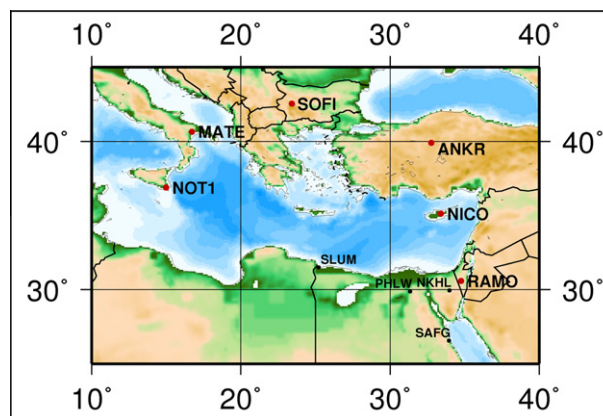 10˚ 20˚ 30˚ 40˚
SOFI
MATE
40˚ ANKR 40˚
NOT1
NICO
SLUM
30˚ PHLW NKHL RAMO 30˚
SAFG
10˚ 20˚ 30˚ 40˚